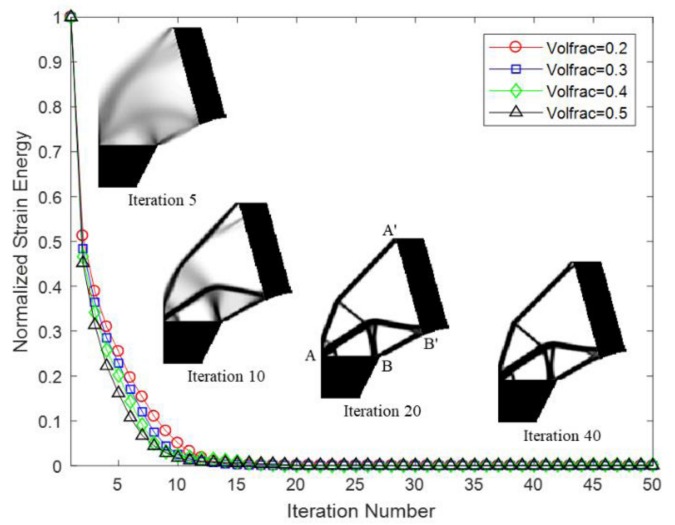 Normalized Strain Energy
1
0.9
0.8
0.7
0.6
0.5
0.4
0.3
0.2
0.1
0
Volfrac=0.2
Volfrac=0.3
Volfrac=0.4
Volfrac=0.5
Iteration 5
Iteration 10
A'
A
B
B'
Iteration 20
Iteration 40
5 10 15 20 25 30 35 40 45 50
Iteration Number